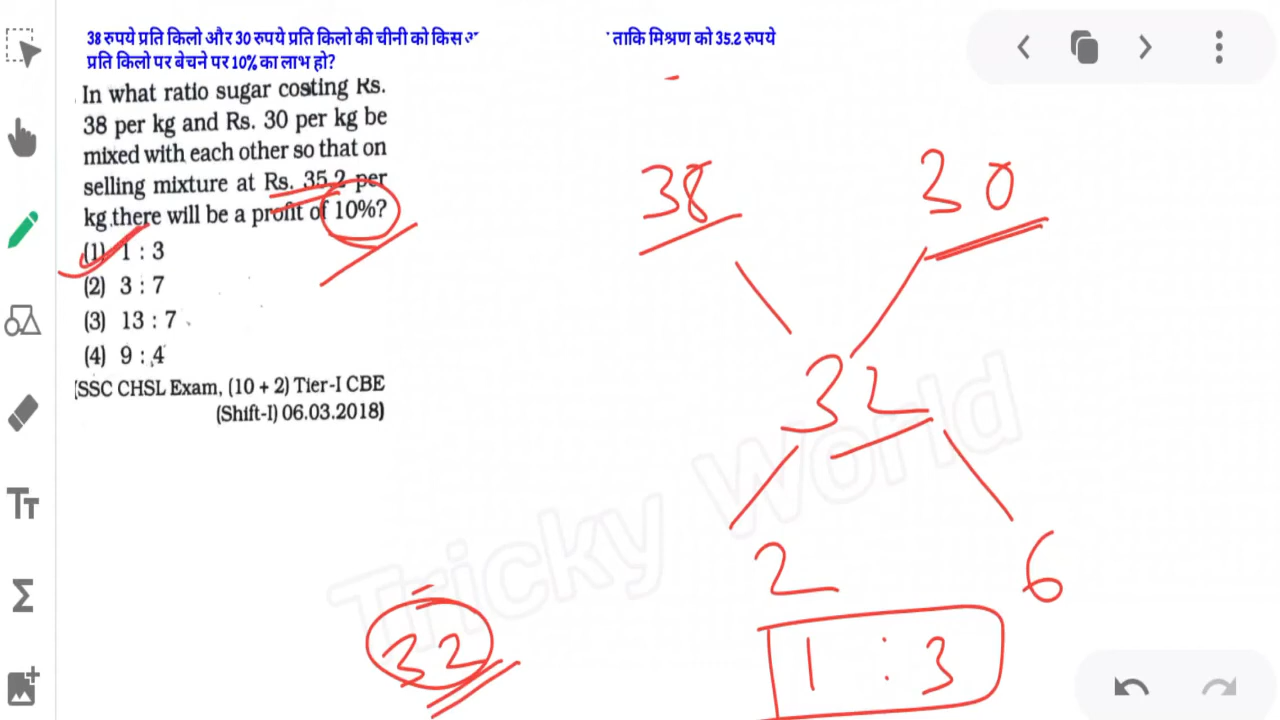 38 रुपये प्रति किलो और 30 रुपये प्रति किलो की चीनी को किस ताकि मिश्रण को 35.2 रुपये
प्रति किलो पर बेचने पर 10% का लाभ हो?
In what ratio sugar costing Rs.
38 per kg and Rs. 30 per kg be
mixed with each other so that on
selling mixture at Rs. 35.2 per
kg there will be a profit of 10%?
(1) 1 : 3
(2) 3 : 7
(3) 13 : 7
(4) 9 : 4
[SSC CHSL Exam, (10 + 2) Tier-I CBE
(Shift-I) 06.03.2018)
38 30
32
2 6
32
1 : 3
Tricky World
Tт
Σ